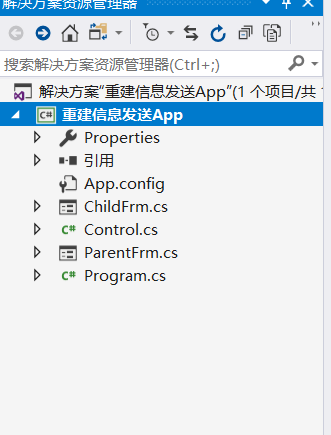 解决方案资源管理器
搜索解决方案资源管理器(Ctrl+;)
解决方案"重建信息发送App"(1 个项目/共 1
C# 重建信息发送App
Properties
引用
App.config
ChildFrm.cs
C# Control.cs
ParentFrm.cs
C# Program.cs